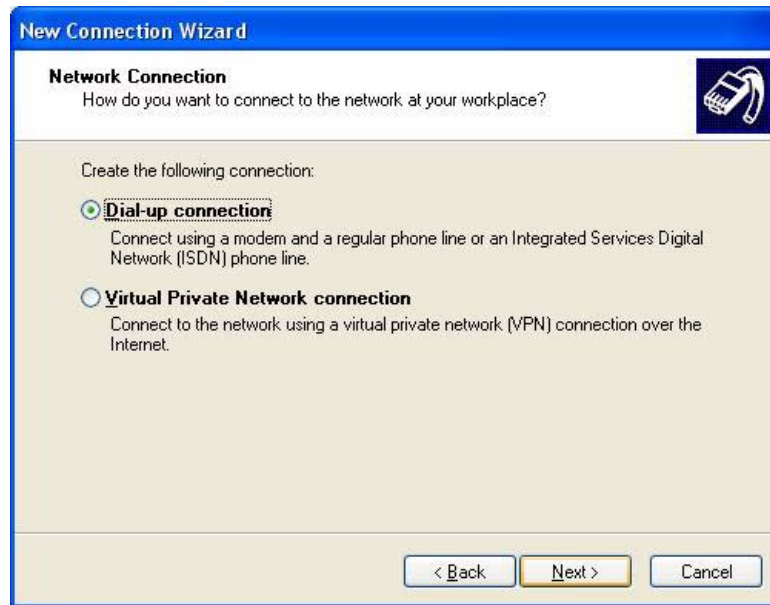 New Connection Wizard
Network Connection
How do you want to connect to the network at your workplace?
Create the following connection:
Dial-up connection
Connect using a modem and a regular phone line or an Integrated Services Digital
Network (ISDN) phone line.
Virtual Private Network connection
Connect to the network using a virtual private network (VPN) connection over the
Internet.
< Back Next > Cancel